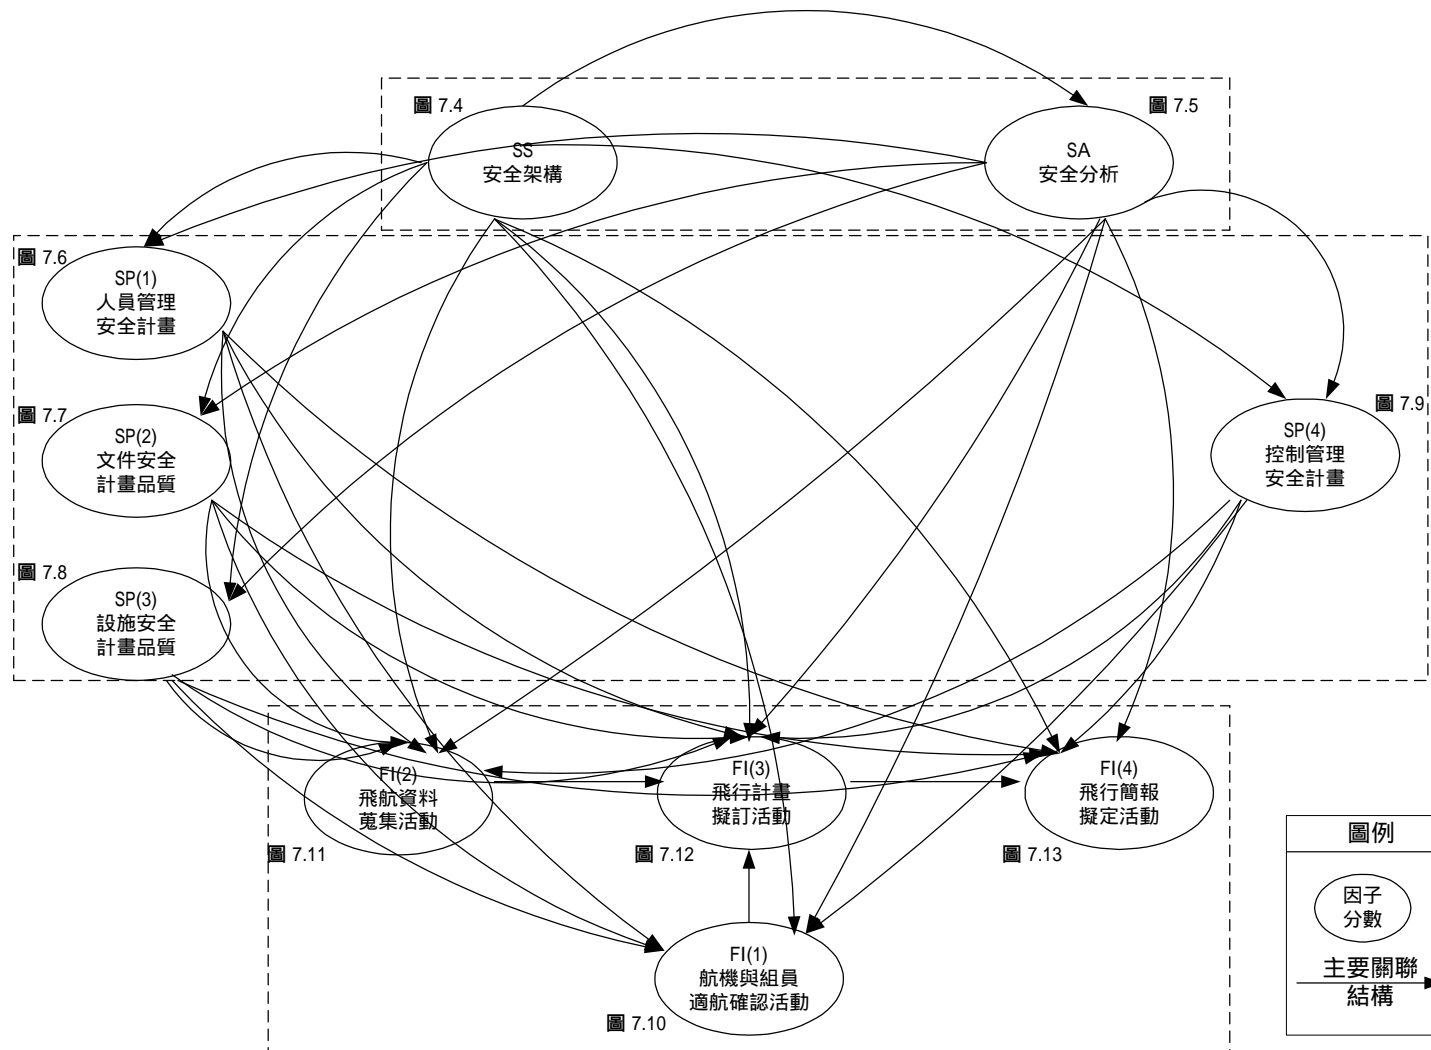 圖 7.4
圖 7.5
SS
安全架構
SA
安全分析
圖 7.6
SP(1)
人員管理
安全計畫
圖 7.7
SP(2)
文件安全
計畫品質
圖 7.8
SP(3)
設施安全
計畫品質
圖 7.9
SP(4)
控制管理
安全計畫
FI(2)
飛航資料
蒐集活動
圖 7.11
FI(3)
飛行計畫
擬訂活動
圖 7.12
FI(4)
飛行簡報
擬定活動
圖 7.13
FI(1)
航機與組員
適航確認活動
圖 7.10
圖例
因子
分數
主要關聯
結構